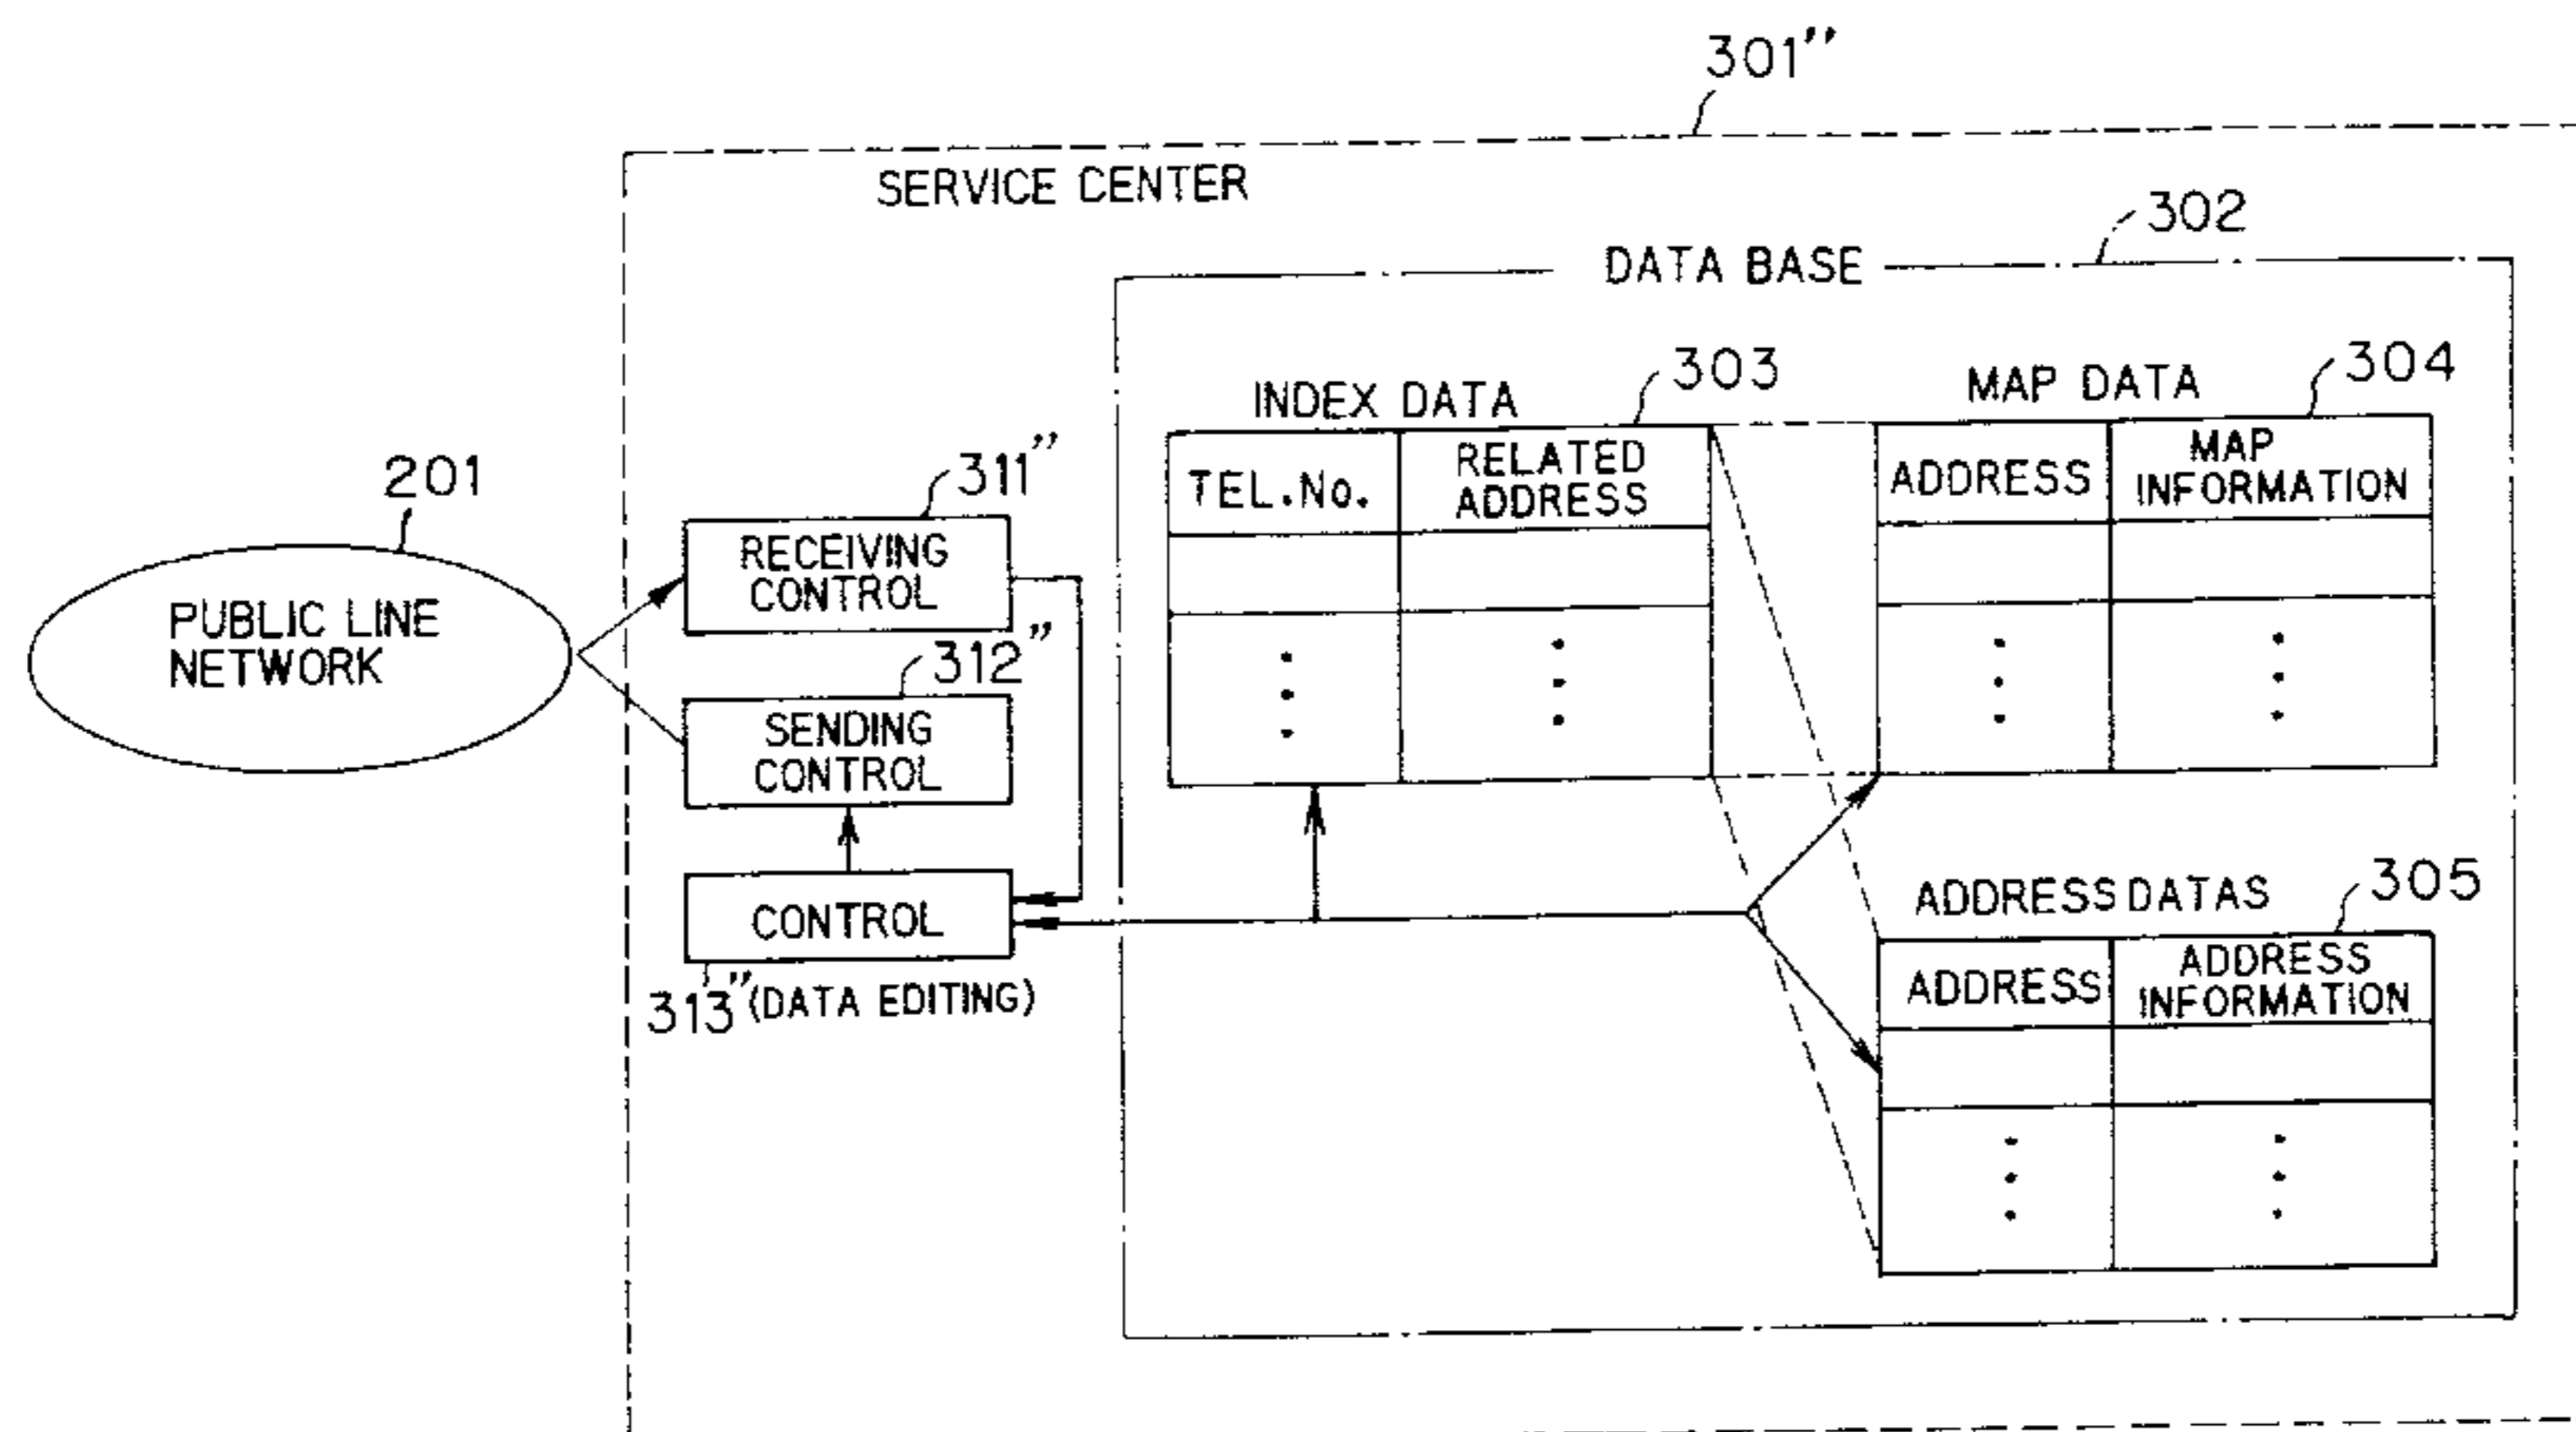 301''
SERVICE CENTER
302
DATA BASE
303
304
INDEX DATA
MAP DATA
TEL.No.
RELATED
ADDRESS
ADDRESS
MAP
INFORMATION
201
311''
RECEIVING
CONTROL
PUBLIC LINE
NETWORK
312''
SENDING
CONTROL
CONTROL
313'' (DATA EDITING)
ADDRESS DATAS
305
ADDRESS
ADDRESS
INFORMATION